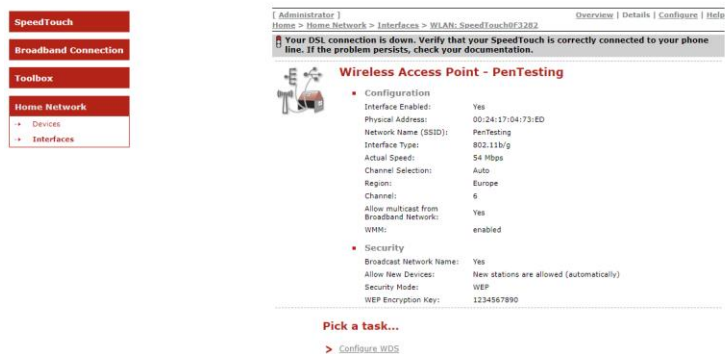 SpeedTouch
Broadband Connection
Toolbox
Home Network
Devices
Interfaces
[ Administrator ]
Overview | Details | Configure | Help
Home > Home Network > Interfaces > WLAN: SpeedTouch0F3282
Your DSL connection is down. Verify that your SpeedTouch is correctly connected to your phone
line. If the problem persists, check your documentation.
Wireless Access Point - PenTesting
Configuration
Interface Enabled: Yes
Physical Address: 00:24:17:04:73:ED
Network Name (SSID): PenTesting
Interface Type: 802.11b/g
Actual Speed: 54 Mbps
Channel Selection: Auto
Region: Europe
Channel: 6
Allow multicast from
Broadband Network: Yes
WMM: enabled
Security
Broadcast Network Name: Yes
Allow New Devices: New stations are allowed (automatically)
Security Mode: WEP
WEP Encryption Key: 1234567890
Pick a task...
> Configure WDS